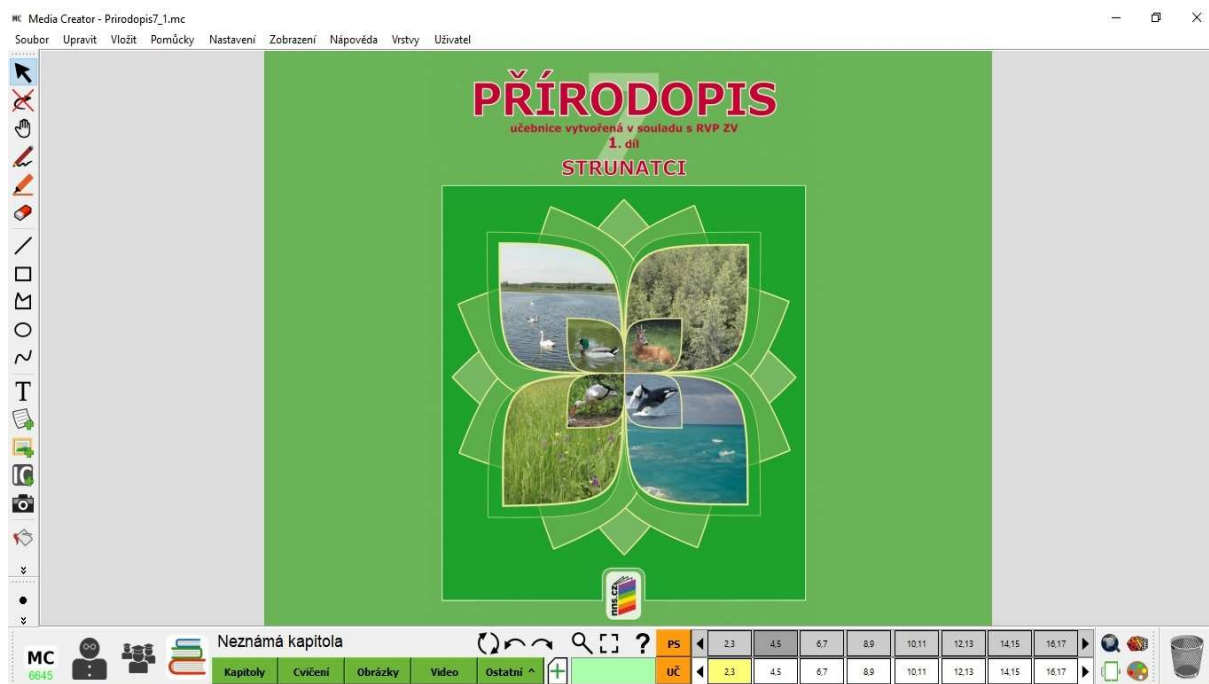 MC Media Creator - Prirodopis7_1.mc
Soubor Upravit Vložit Pomůcky Nastavení Zobrazení Nápověda Vrstvy Uživatel
7
PŘÍRODOPIS
učebnice vytvořená v souladu s RVP ZV
1. díl
STRUNATCI
T
nns.cz
MC
6645
Neznámá kapitola
?
PS 2,3 4,5 6,7 8,9 10,11 12,13 14,15 16,17
Kapitoly Cvičení Obrázky Video Ostatní ^
UČ 2,3 4,5 6,7 8,9 10,11 12,13 14,15 16,17